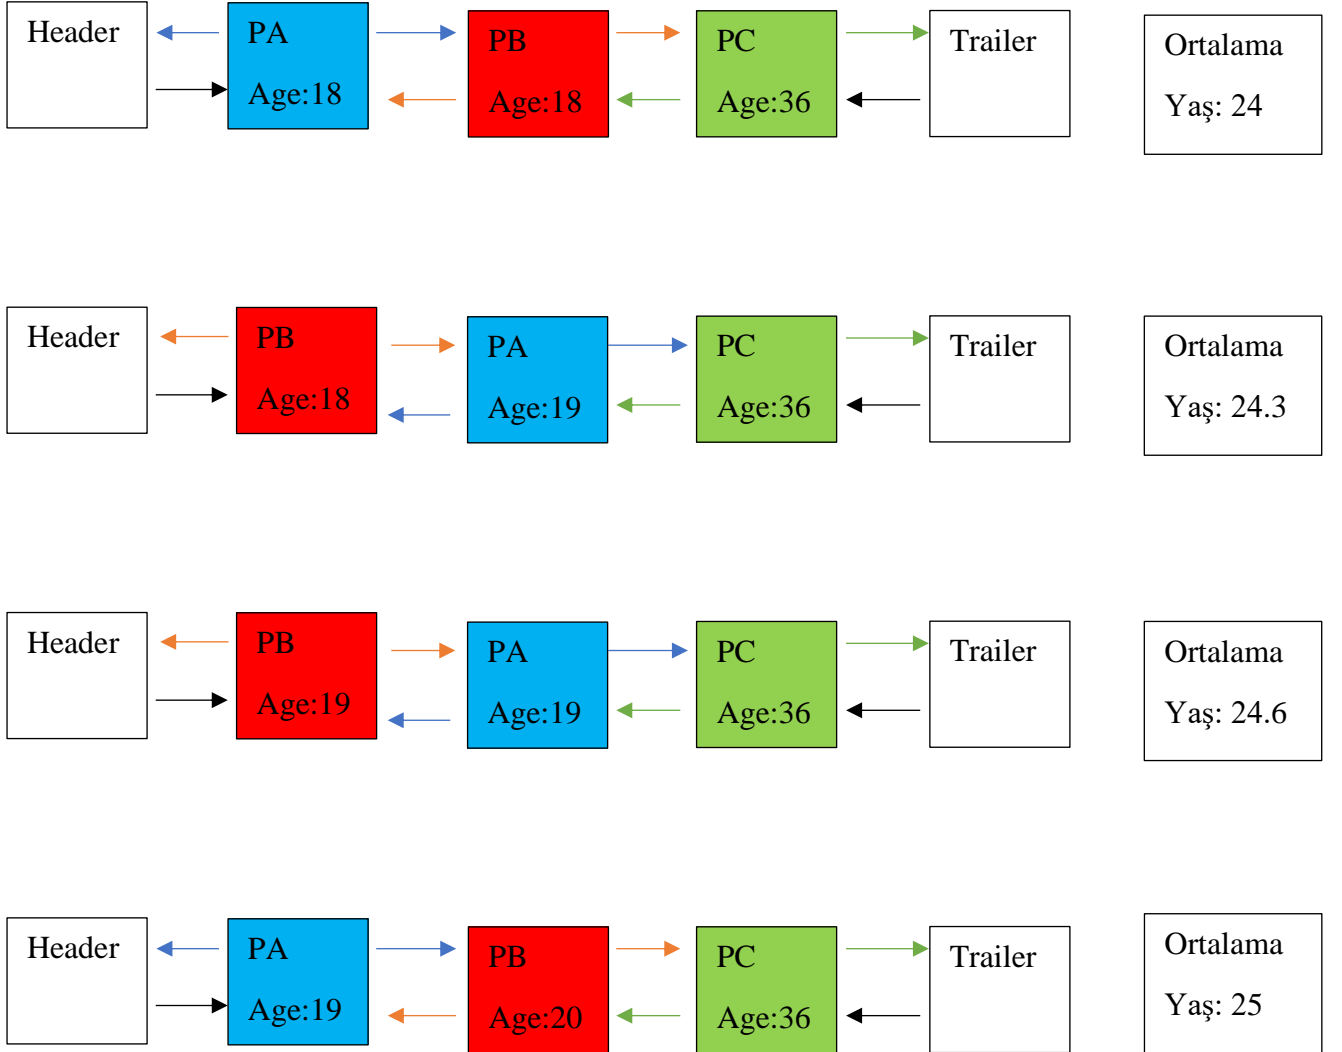 Header
PA
Age:18
PB
Age:18
PC
Age:36
Trailer
Ortalama
Yaş: 24
Header
PB
Age:18
PA
Age:19
PC
Age:36
Trailer
Ortalama
Yaş: 24.3
Header
PB
Age:19
PA
Age:19
PC
Age:36
Trailer
Ortalama
Yaş: 24.6
Header
PA
Age:19
PB
Age:20
PC
Age:36
Trailer
Ortalama
Yaş: 25